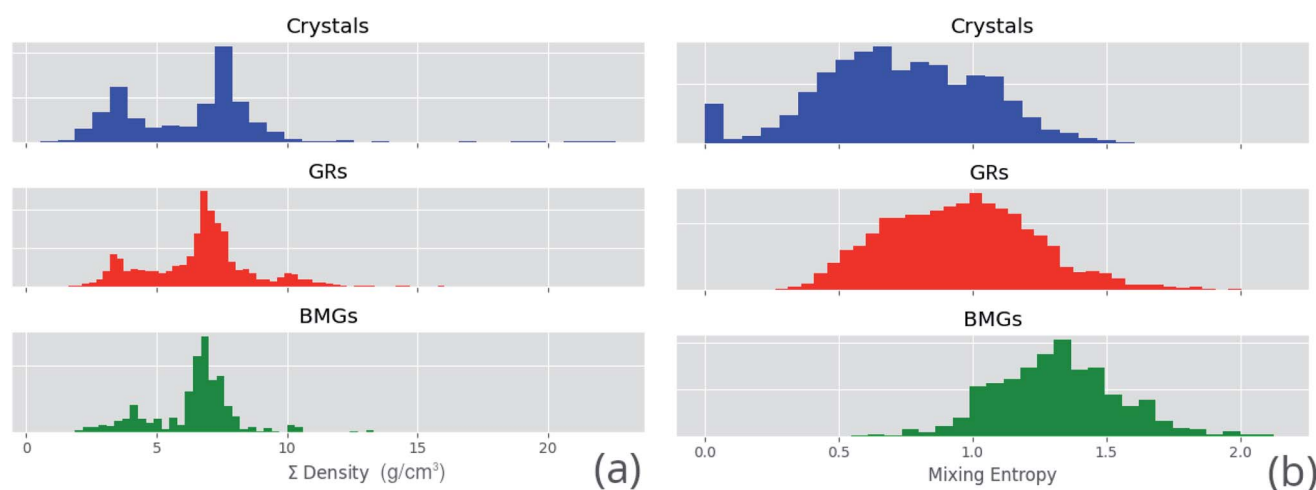 Crystals
GRs
BMGs
0 5 10 15 20
Σ Density (g/cm³)
(a)
Crystals
GRs
BMGs
0.0 0.5 1.0 1.5 2.0
Mixing Entropy
(b)